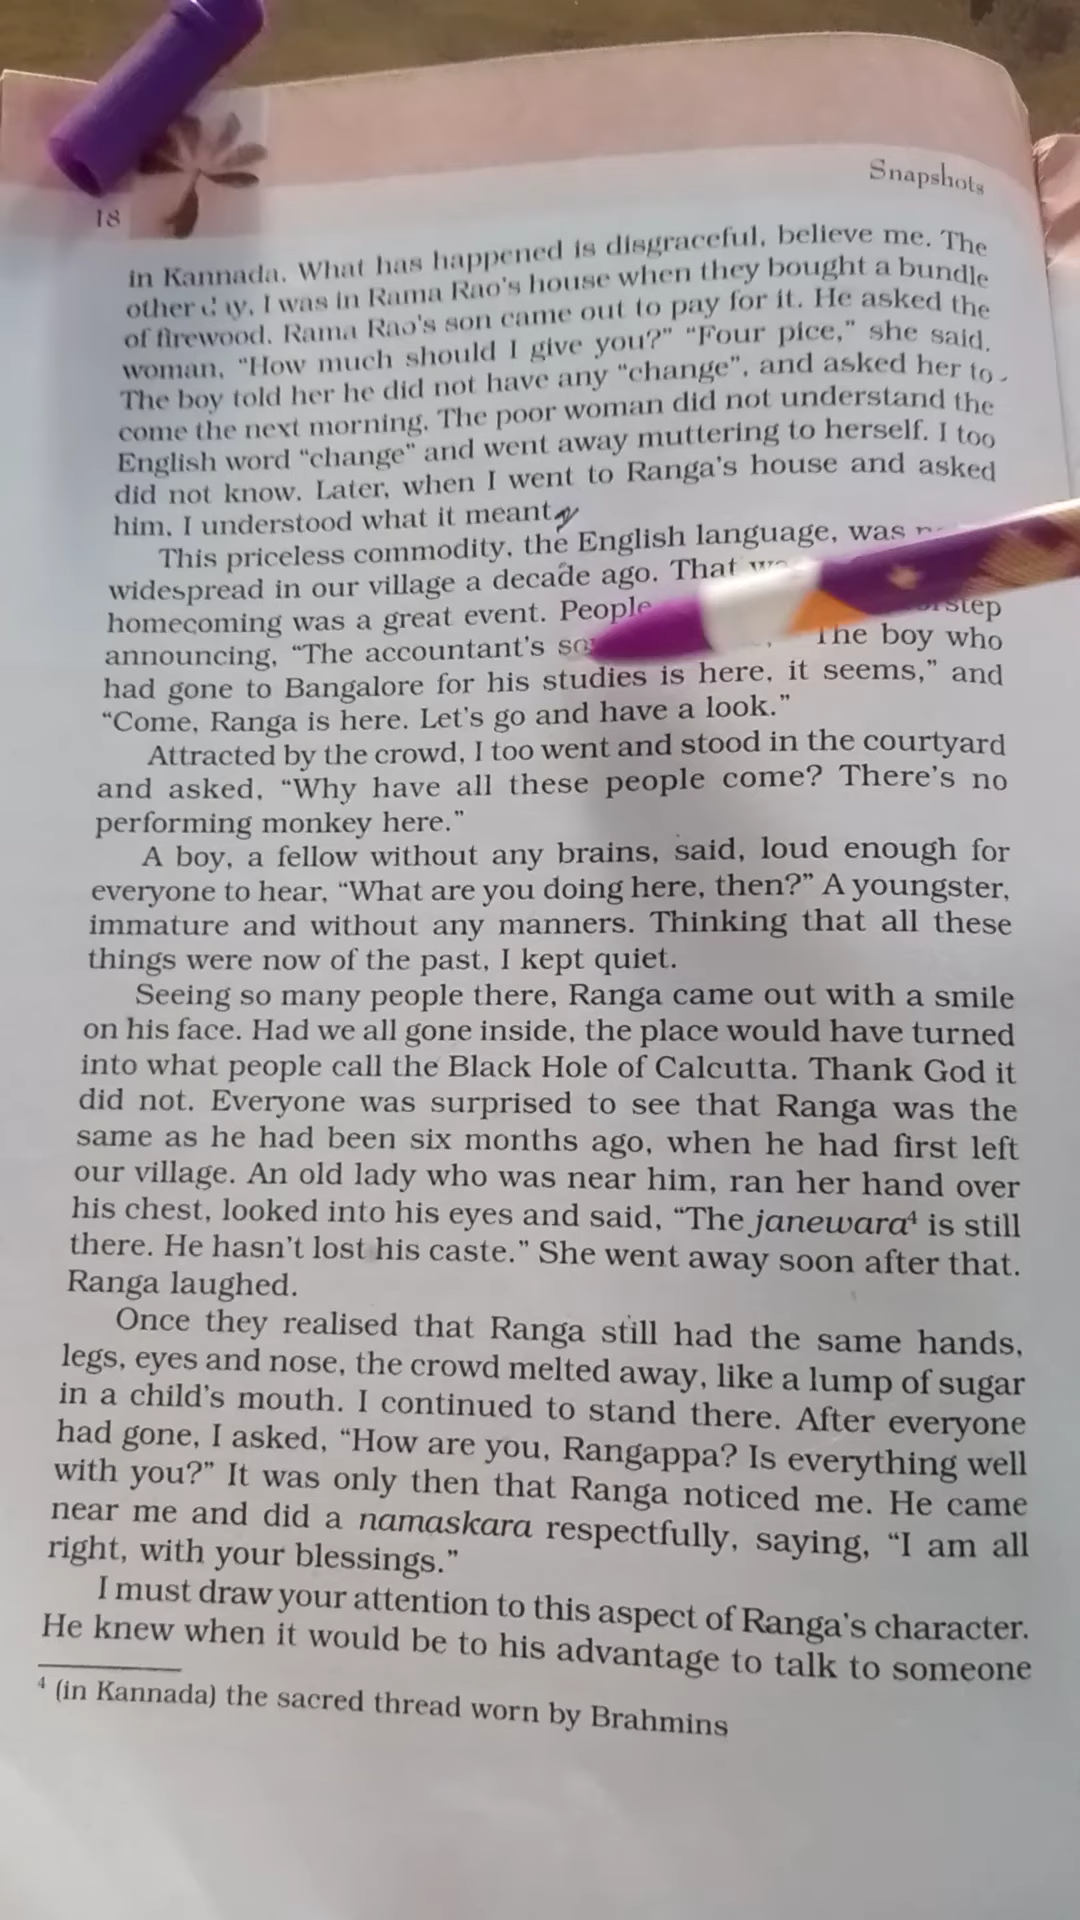 Snapshots
18
in Kannada. What has happened is disgraceful, believe me. The
other day, I was in Rama Rao's house when they bought a bundle
of firewood. Rama Rao's son came out to pay for it. He asked the
woman, “How much should I give you?” “Four pice,” she said.
The boy told her he did not have any “change”, and asked her to
come the next morning. The poor woman did not understand the
English word “change” and went away muttering to herself. I too
did not know. Later, when I went to Ranga's house and asked
him, I understood what it meant.
This priceless commodity, the English language, was
widespread in our village a decade ago. That
homecoming was a great event. People
announcing, “The accountant's The boy who
had gone to Bangalore for his studies is here, it seems,” and
“Come, Ranga is here. Let's go and have a look.”
Attracted by the crowd, I too went and stood in the courtyard
and asked, “Why have all these people come? There's no
performing monkey here.”
A boy, a fellow without any brains, said, loud enough for
everyone to hear, “What are you doing here, then?” A youngster,
immature and without any manners. Thinking that all these
things were now of the past, I kept quiet.
Seeing so many people there, Ranga came out with a smile
on his face. Had we all gone inside, the place would have turned
into what people call the Black Hole of Calcutta. Thank God it
did not. Everyone was surprised to see that Ranga was the
same as he had been six months ago, when he had first left
our village. An old lady who was near him, ran her hand over
his chest, looked into his eyes and said, “The janewara⁴ is still
there. He hasn't lost his caste.” She went away soon after that.
Ranga laughed.
Once they realised that Ranga still had the same hands,
legs, eyes and nose, the crowd melted away, like a lump of sugar
in a child's mouth. I continued to stand there. After everyone
had gone, I asked, “How are you, Rangappa? Is everything well
with you?” It was only then that Ranga noticed me. He came
near me and did a namaskara respectfully, saying, “I am all
right, with your blessings.”
I must draw your attention to this aspect of Ranga's character.
He knew when it would be to his advantage to talk to someone
⁴ (in Kannada) the sacred thread worn by Brahmins